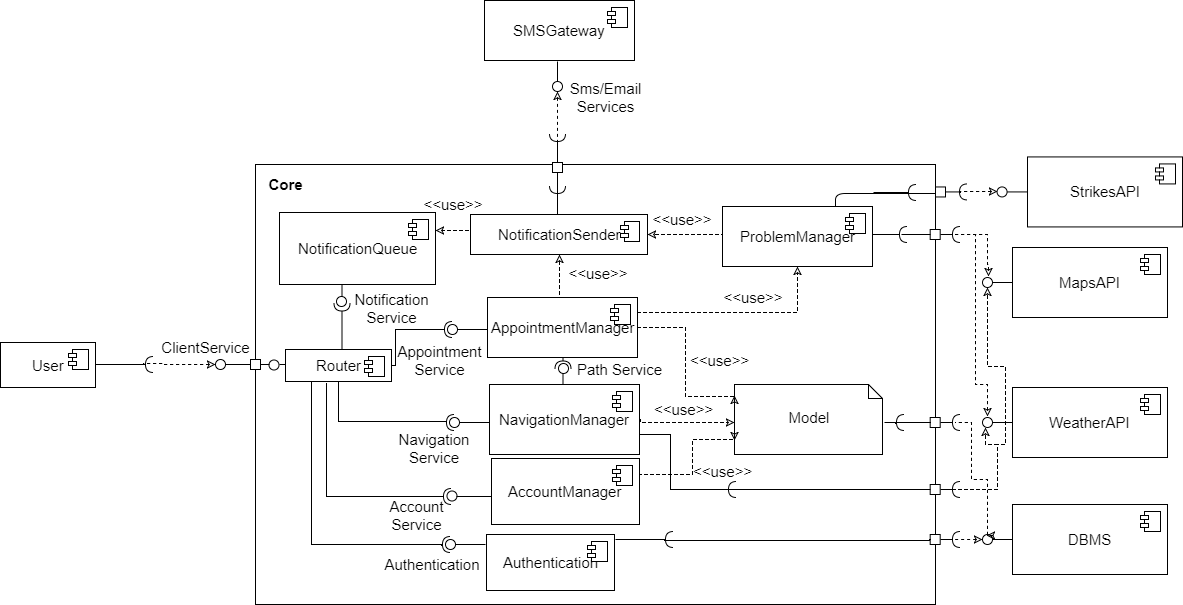 SMSGateway
Sms/Email
Services
Core
StrikesAPI
<<use>>
NotificationQueue
NotificationSender
<<use>>
ProblemManager
<<use>>
MapsAPI
Notification
Service
<<use>>
AppointmentManager
ClientService
User
Router
Appointment
Service
Path Service
<<use>>
NavigationManager
<<use>>
Model
WeatherAPI
Navigation
Service
<<use>>
AccountManager
Account
Service
DBMS
Authentication
Authentication